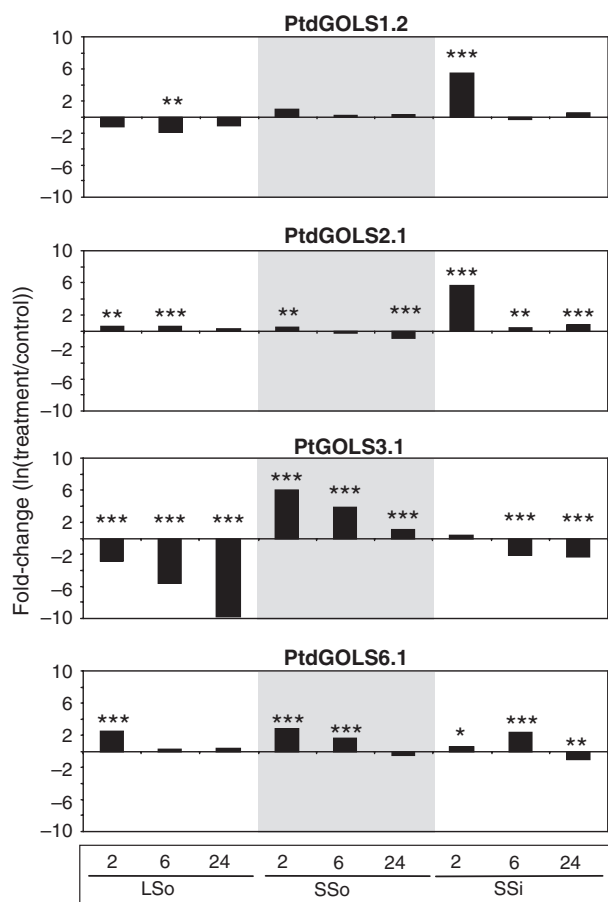 PtdGOLS1.2
10
6
2
−2
−6
−10
** ***
PtdGOLS2.1
10
6
2
−2
−6
−10
** *** ** *** *** ** ***
PtGOLS3.1
10
6
2
−2
−6
−10
*** *** *** *** *** *** *** ***
PtdGOLS6.1
10
6
2
−2
−6
−10
*** *** *** * *** **
Fold-change (ln(treatment/control))
2 6 24 2 6 24 2 6 24
LSo SSo SSi